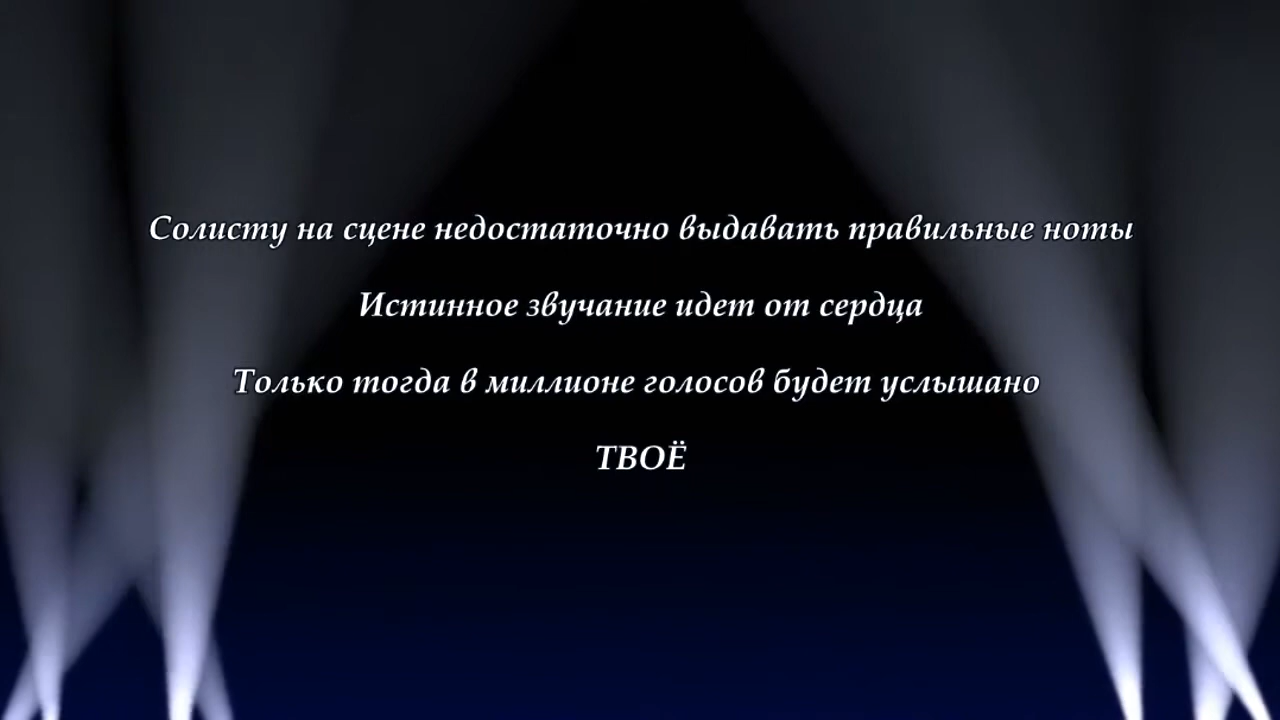 Солисту на сцене недостаточно выдавать правильные ноты
Истинное звучание идет от сердца
Только тогда в миллионе голосов будет услышано
ТВОЁ